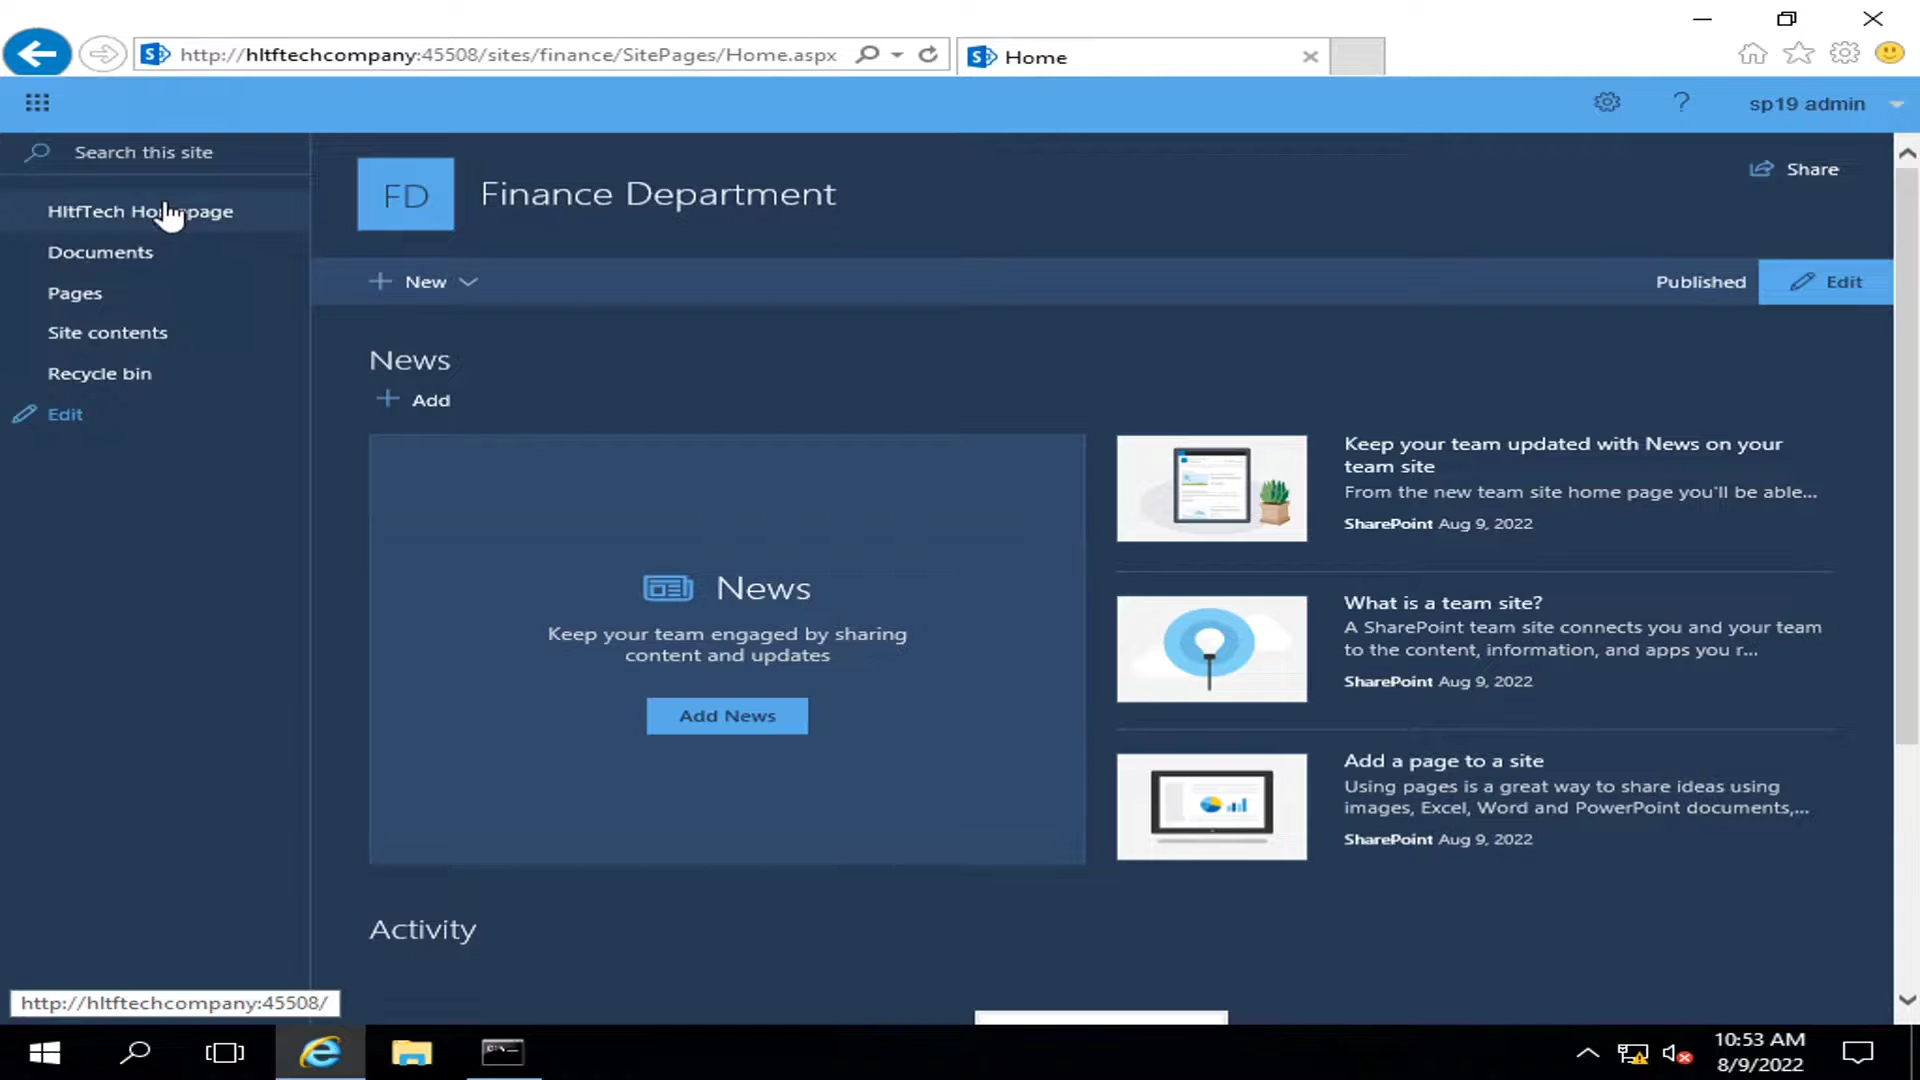 http://hltftechcompany:45508/sites/finance/SitePages/Home.aspx
Home
sp19 admin
Search this site
HltfTech Homepage
Documents
Pages
Site contents
Recycle bin
Edit
FD
Finance Department
Share
New
Published
Edit
News
Add
News
Keep your team engaged by sharing
content and updates
Add News
Keep your team updated with News on your
team site
From the new team site home page you'll be able...
SharePoint Aug 9, 2022
What is a team site?
A SharePoint team site connects you and your team
to the content, information, and apps you r...
SharePoint Aug 9, 2022
Add a page to a site
Using pages is a great way to share ideas using
images, Excel, Word and PowerPoint documents,...
SharePoint Aug 9, 2022
Activity
http://hltftechcompany:45508/
10:53 AM
8/9/2022